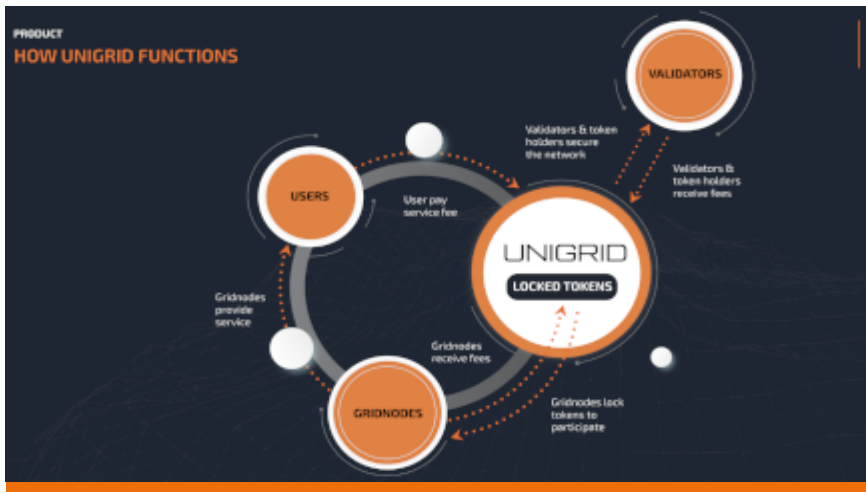 PRODUCT
HOW UNIGRID FUNCTIONS
VALIDATORS
Validators & token
holders secure
the network
Validators &
token holders
receive fees
USERS
User pay
service fee
UNIGRID
LOCKED TOKENS
Gridnodes
provide
service
Gridnodes
receive fees
GRIDNODES
Gridnodes lock
tokens to
participate